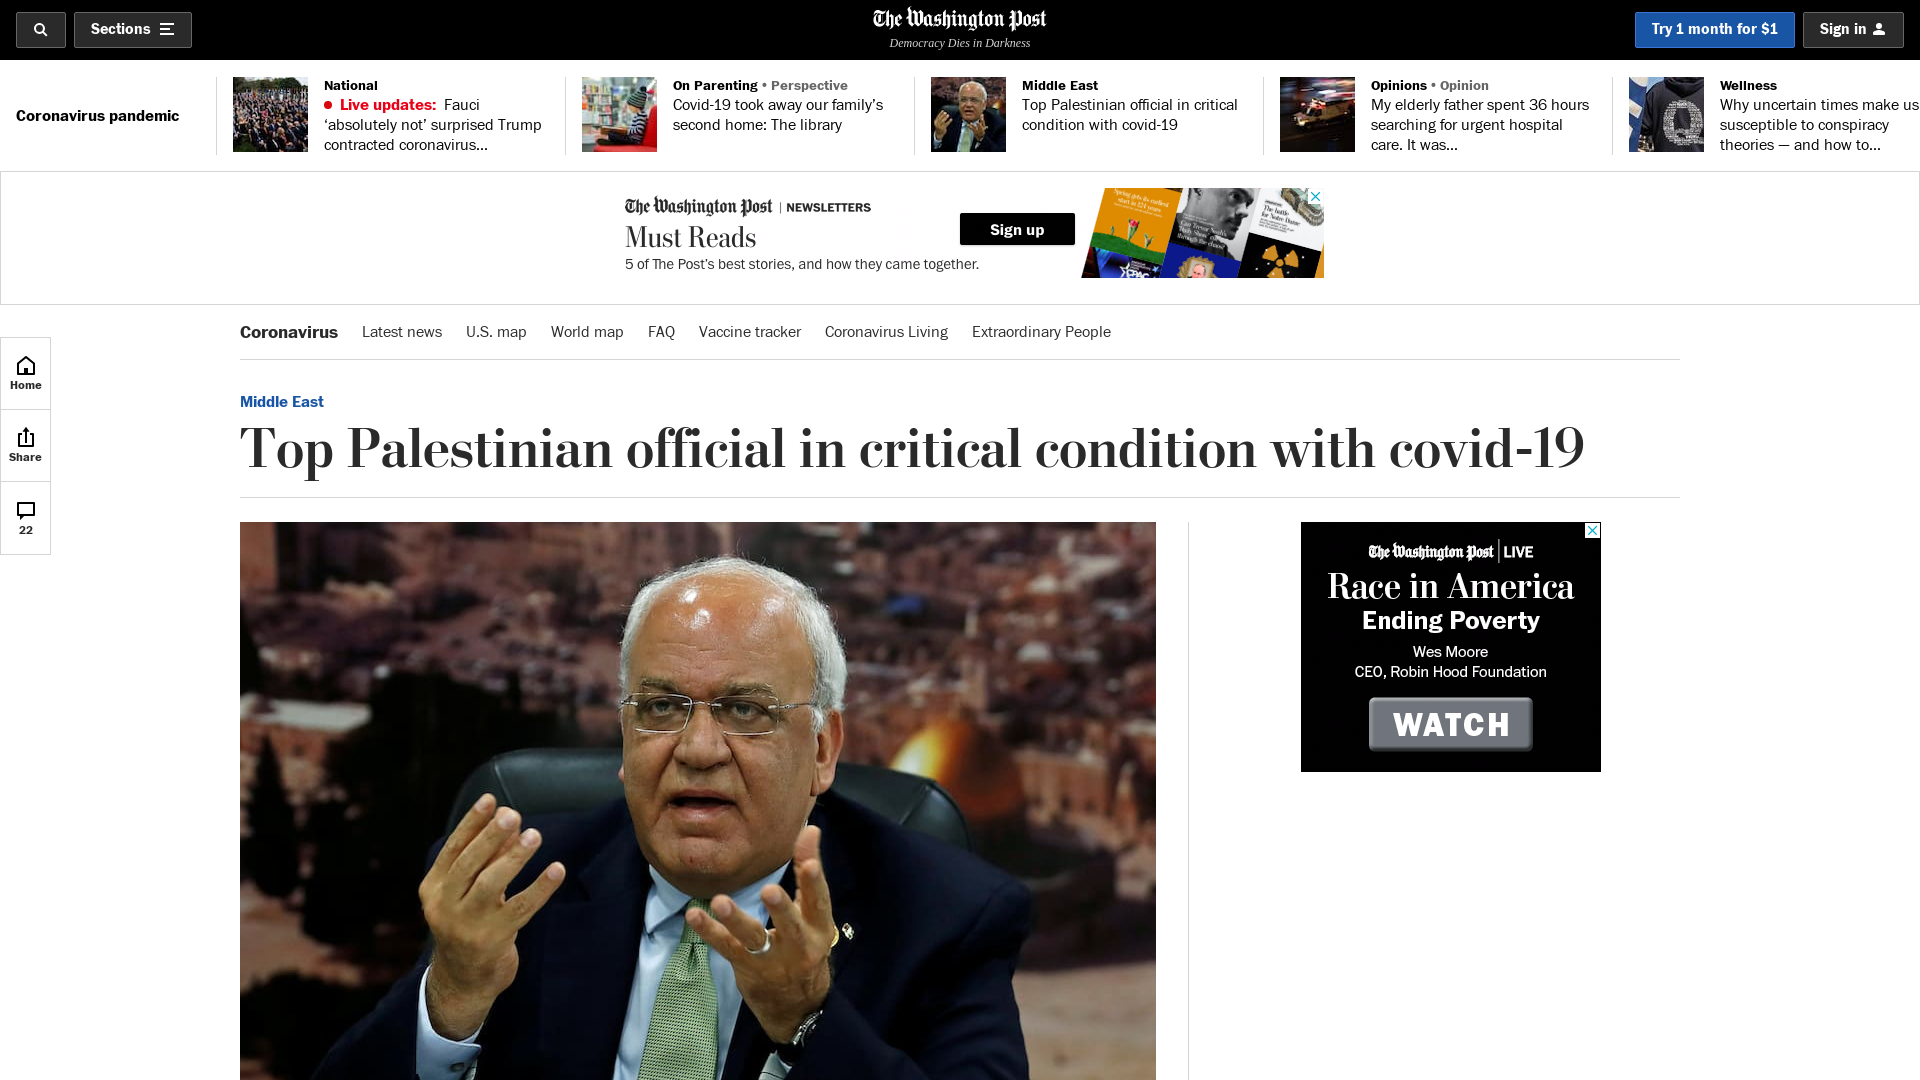 Sections
The Washington Post
Democracy Dies in Darkness
Try 1 month for $1
Sign in
Coronavirus pandemic
National
Live updates: Fauci
‘absolutely not’ surprised Trump
contracted coronavirus...
On Parenting • Perspective
Covid-19 took away our family’s
second home: The library
Middle East
Top Palestinian official in critical
condition with covid-19
Opinions • Opinion
My elderly father spent 36 hours
searching for urgent hospital
care. It was...
Wellness
Why uncertain times make us
susceptible to conspiracy
theories — and how to...
The Washington Post | NEWSLETTERS
Must Reads
5 of The Post’s best stories, and how they came together.
Sign up
Coronavirus Latest news U.S. map World map FAQ Vaccine tracker Coronavirus Living Extraordinary People
Home
Share
22
Middle East
Top Palestinian official in critical condition with covid-19
The Washington Post | LIVE
Race in America
Ending Poverty
Wes Moore
CEO, Robin Hood Foundation
WATCH